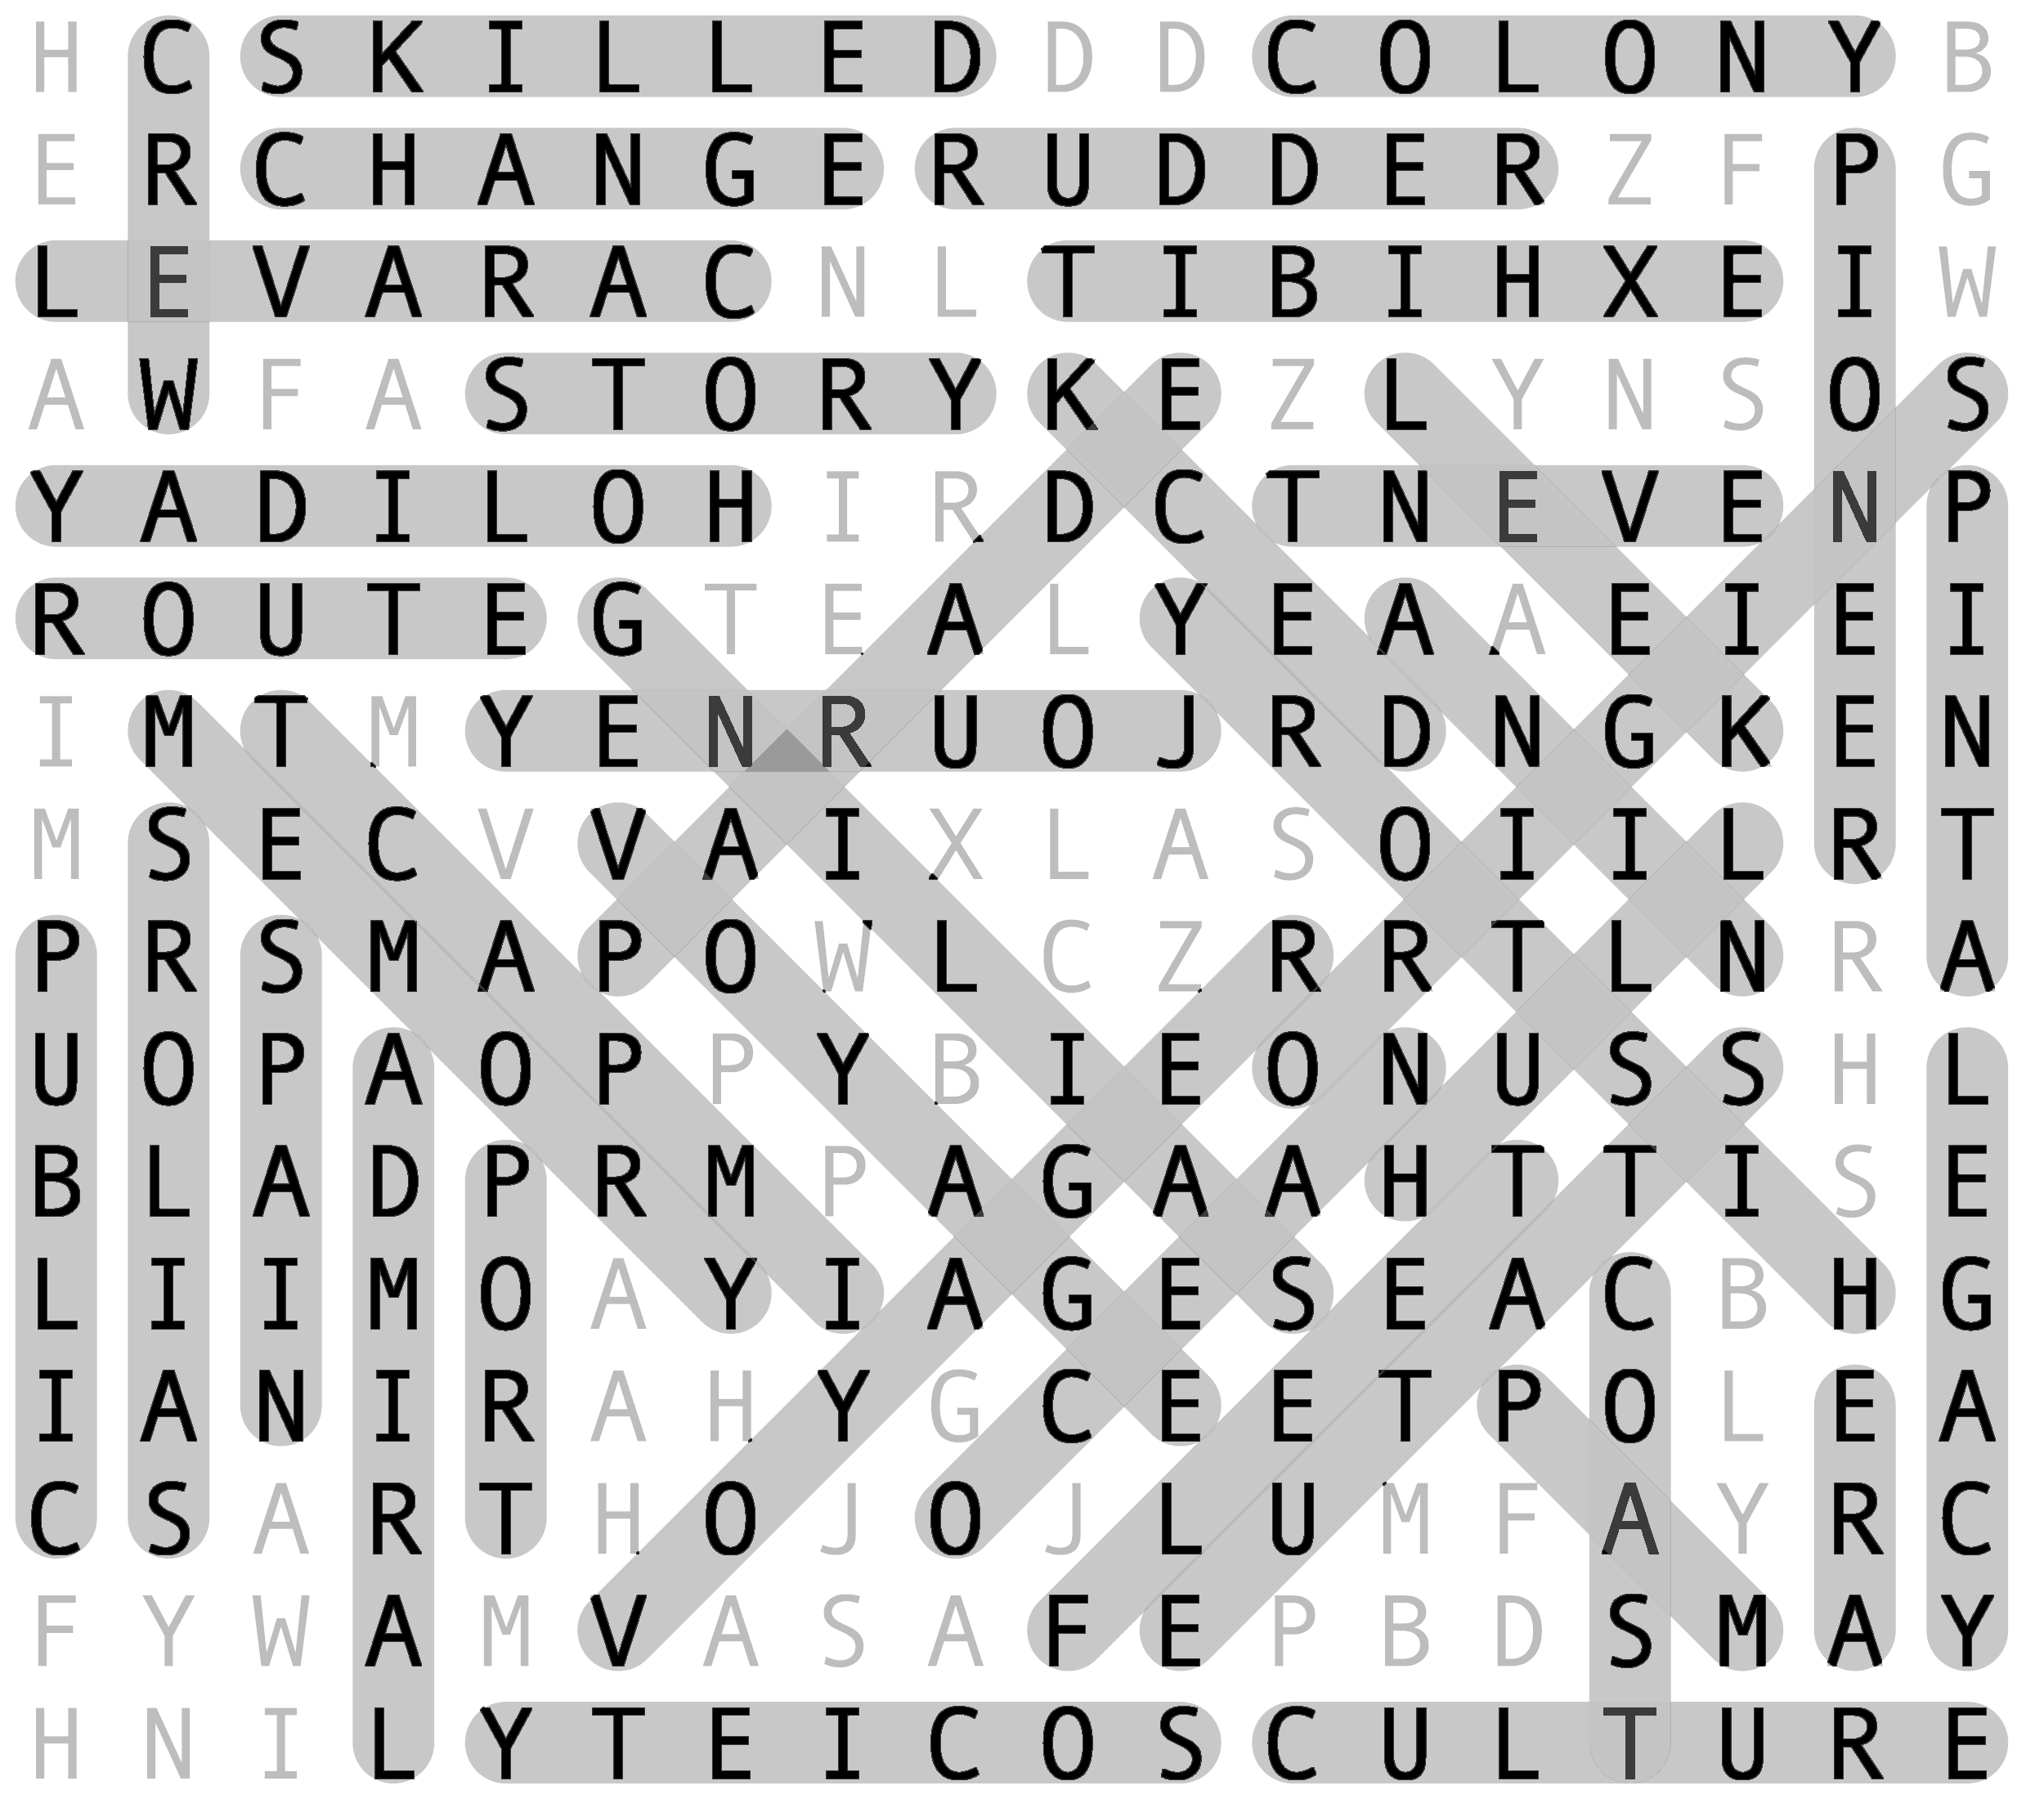 H C S K I L L E D D D C O L O N Y B
E R C H A N G E R U D D E R Z F P G
L E V A R A C N L T I B I H X E I W
A W F A S T O R Y K E Z L Y N S O S
Y A D I L O H I R D C T N E V E N P
R O U T E G T E A L Y E A A E I E I
I M T M Y E N R U O J R D N G K E N
M S E C V V A I X L A S O I I L R T
P R S M A P O W L C Z R R T L N R A
U O P A O P P Y B I E O N U S S H L
B L A D P R M P A G A A H T T I S E
L I I M O A Y I A G E S E A C B H G
I A N I R A H Y G C E E T P O L E A
C S A R T H O J O J L U M F A Y R C
F Y W A M V A S A F E P B D S M A Y
H N I L Y T E I C O S C U L T U R E